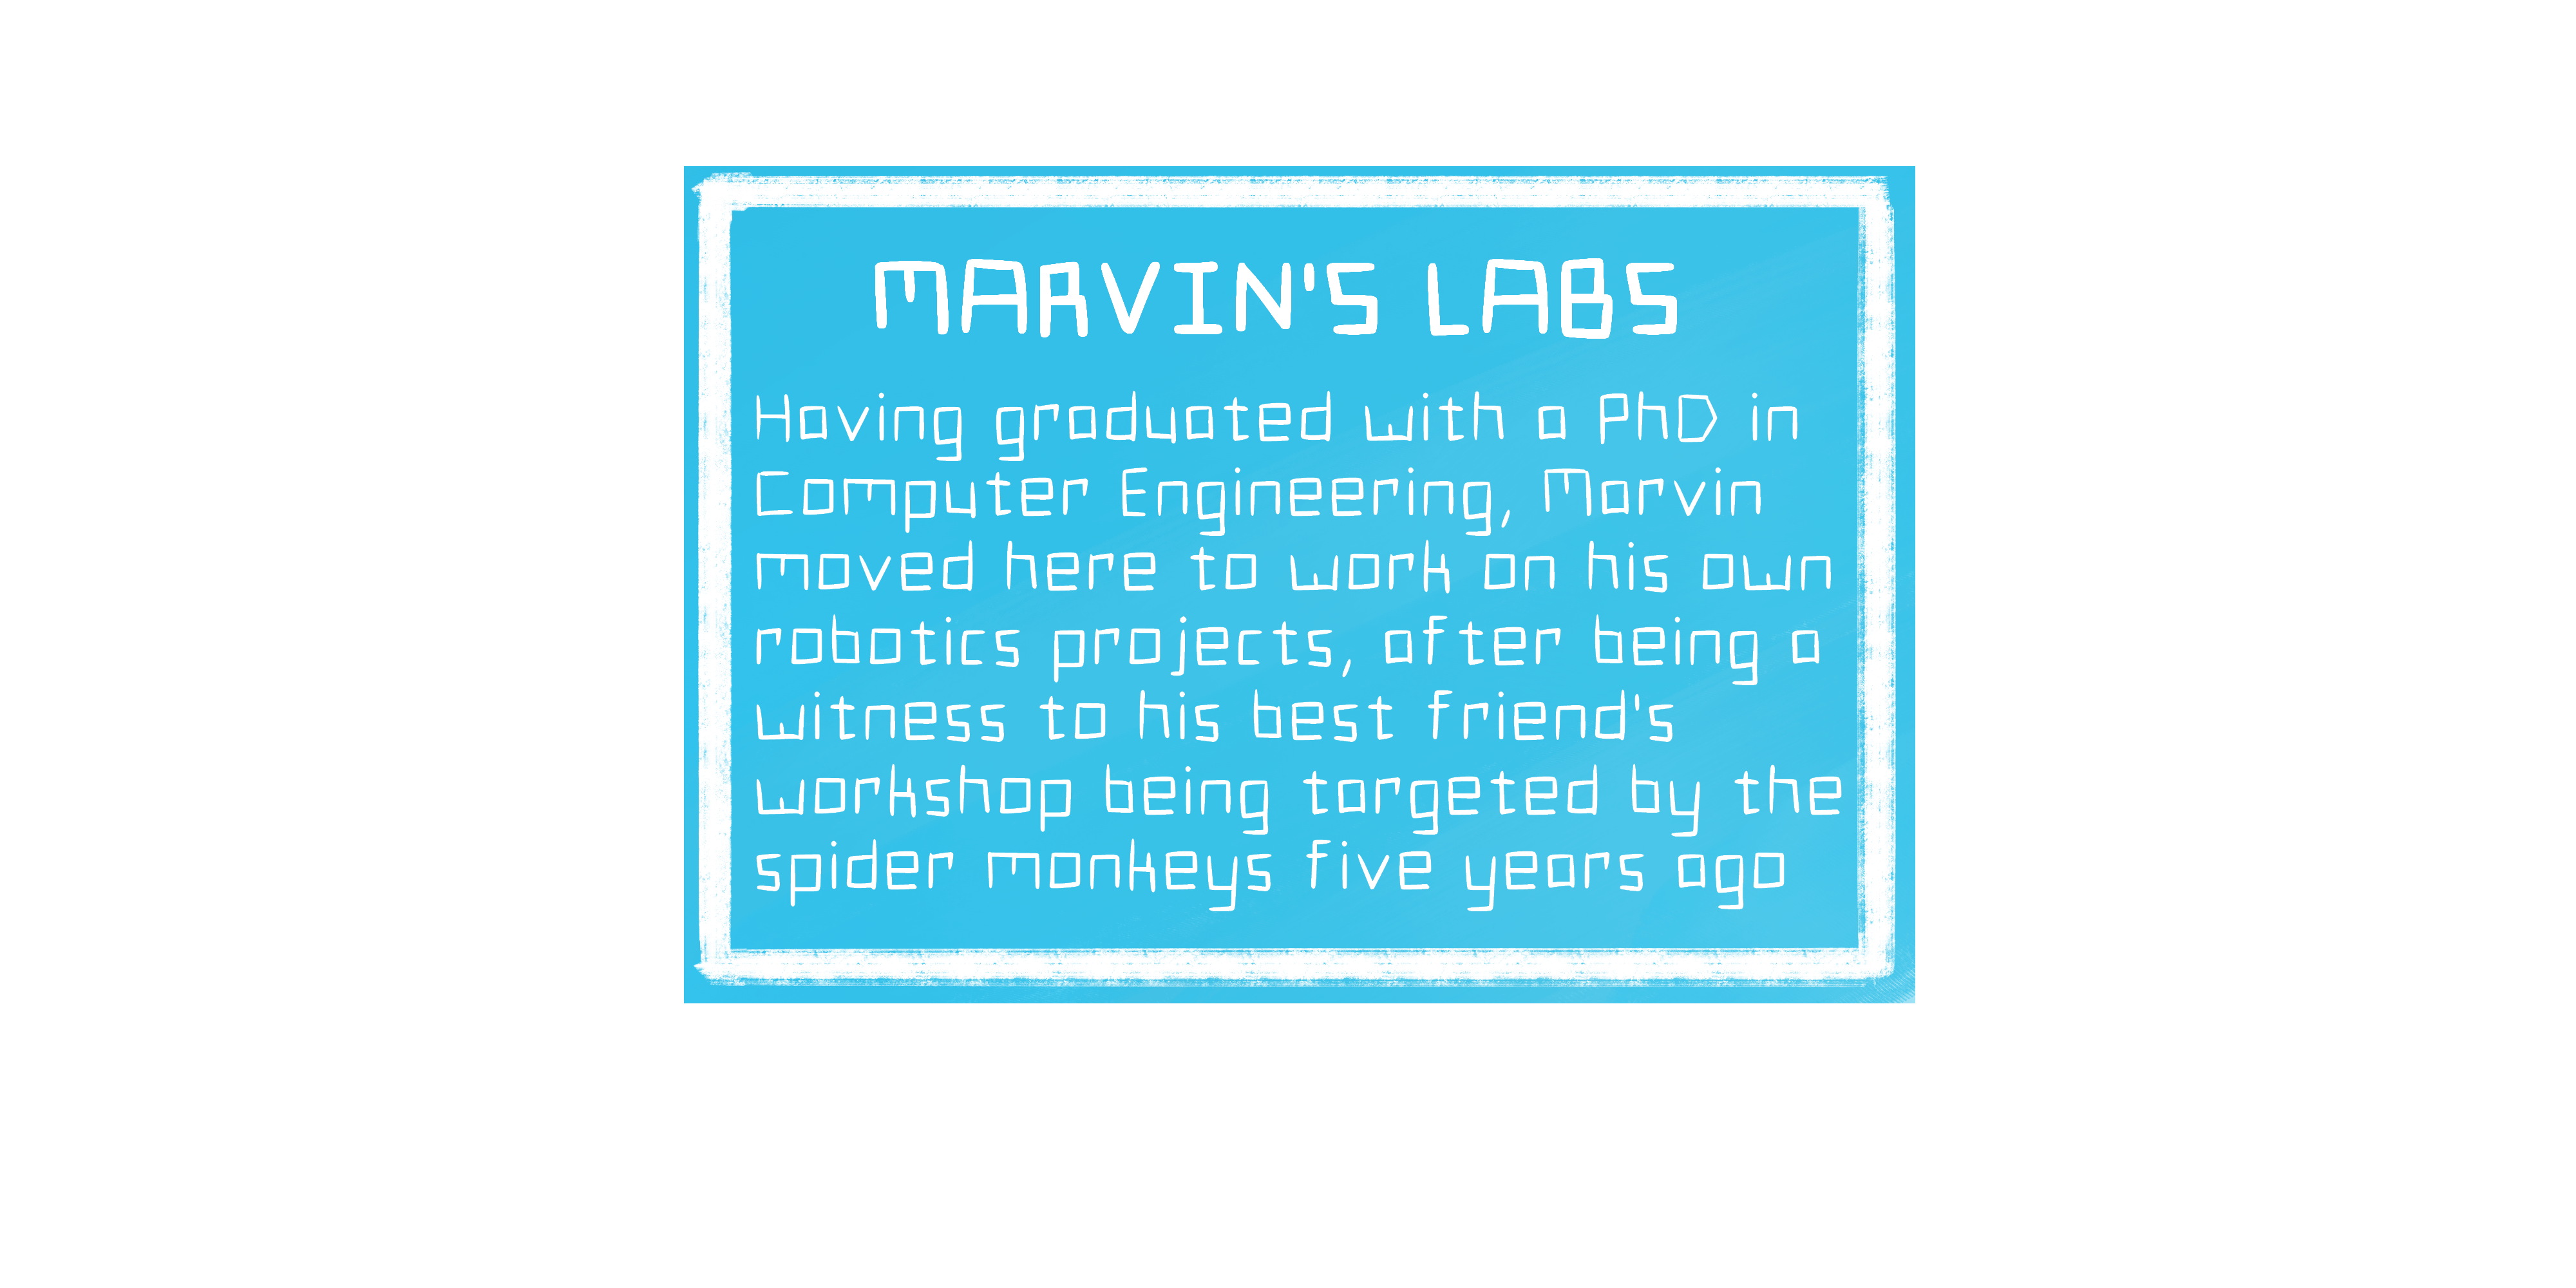 MARVIN'S LABS
Having graduated with a PhD in
Computer Engineering, Marvin
moved here to work on his own
robotics projects, after being a
witness to his best friend's
workshop being targeted by the
spider monkeys five years ago